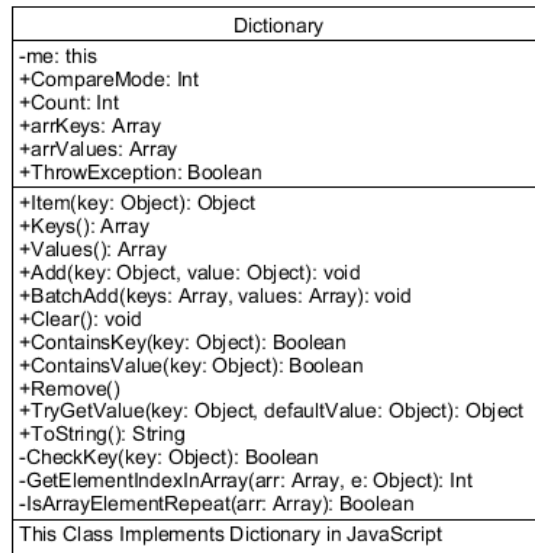 Dictionary
-me: this
+CompareMode: Int
+Count: Int
+arrKeys: Array
+arrValues: Array
+ThrowException: Boolean
+Item(key: Object): Object
+Keys(): Array
+Values(): Array
+Add(key: Object, value: Object): void
+BatchAdd(keys: Array, values: Array): void
+Clear(): void
+ContainsKey(key: Object): Boolean
+ContainsValue(key: Object): Boolean
+Remove()
+TryGetValue(key: Object, defaultValue: Object): Object
+ToString(): String
-CheckKey(key: Object): Boolean
-GetElementIndexInArray(arr: Array, e: Object): Int
-IsArrayElementRepeat(arr: Array): Boolean
This Class Implements Dictionary in JavaScript